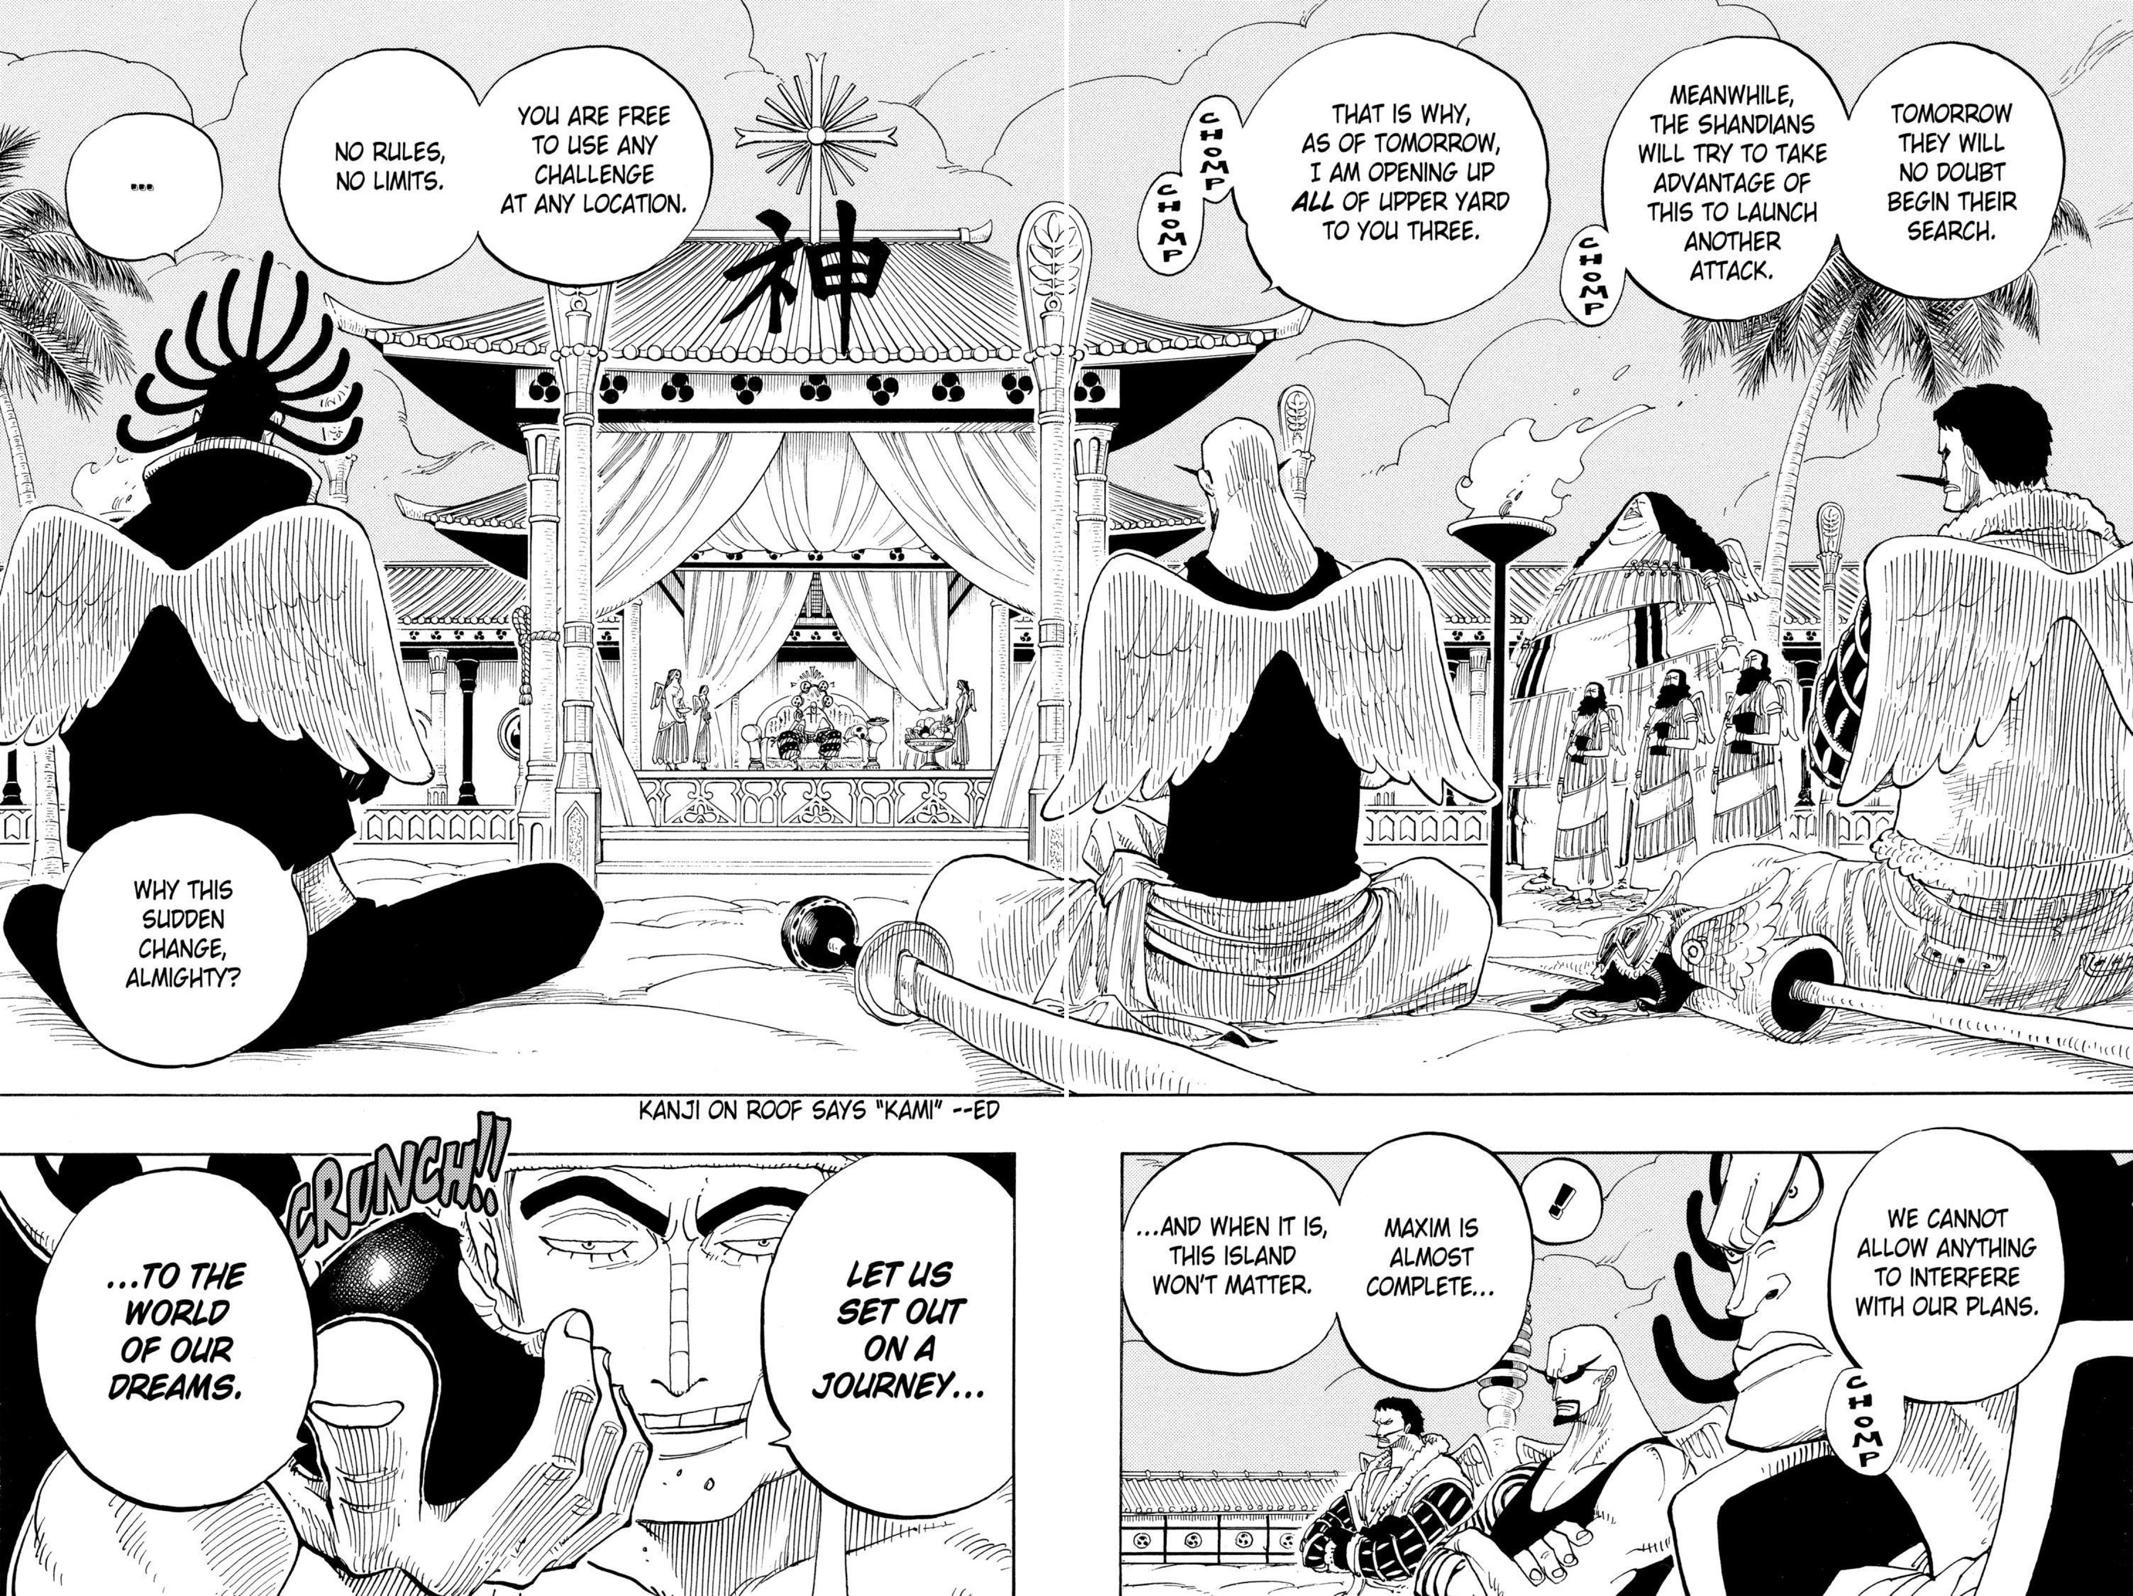 TOMORROW
THEY WILL
NO DOUBT
BEGIN THEIR
SEARCH.
MEANWHILE,
THE SHANDIANS
WILL TRY TO TAKE
ADVANTAGE OF
THIS TO LAUNCH
ANOTHER
ATTACK.
CHOMP
THAT IS WHY,
AS OF TOMORROW,
I AM OPENING UP
ALL OF UPPER YARD
TO YOU THREE.
CHOMP
CHOMP
YOU ARE FREE
TO USE ANY
CHALLENGE
AT ANY LOCATION.
NO RULES,
NO LIMITS.
...
神
WHY THIS
SUDDEN
CHANGE,
ALMIGHTY?
KANJI ON ROOF SAYS "KAMI" --ED
WE CANNOT
ALLOW ANYTHING
TO INTERFERE
WITH OUR PLANS.
CHOMP
!
MAXIM IS
ALMOST
COMPLETE...
...AND WHEN IT IS,
THIS ISLAND
WON'T MATTER.
LET US
SET OUT
ON A
JOURNEY...
CRUNCH!!
...TO THE
WORLD
OF OUR
DREAMS.